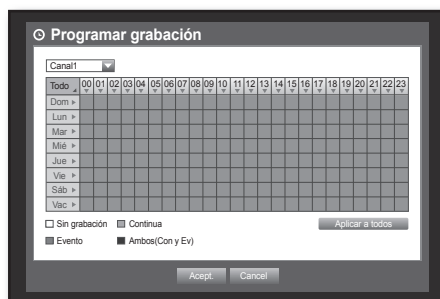 Programar grabación
Canal1
Todo 00 01 02 03 04 05 06 07 08 09 10 11 12 13 14 15 16 17 18 19 20 21 22 23
Dom
Lun
Mar
Mié
Jue
Vie
Sáb
Vac
Sin grabación Continua Aplicar a todos
Evento Ambos(Con y Ev)
Acept. Cancel